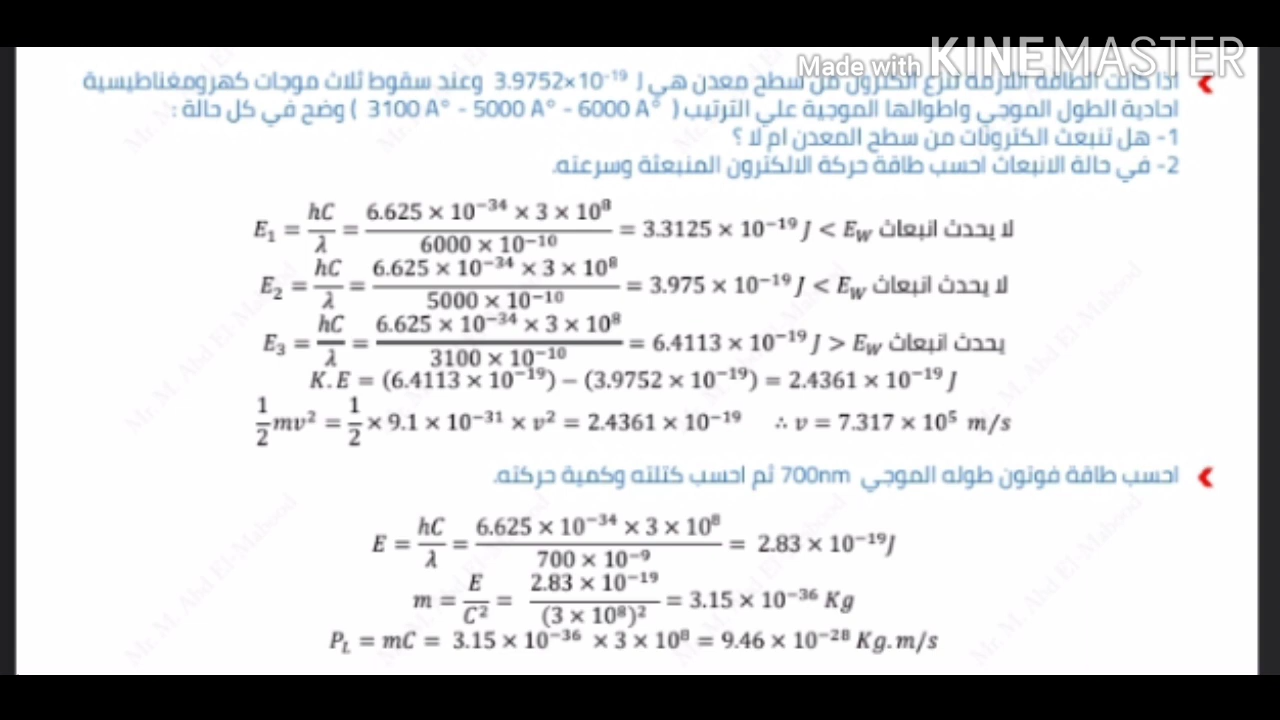 Made with KINEMASTER
اذا كانت الطاقة اللازمة لنزع الكترون من سطح معدن هي 3.9752×10⁻¹⁹ J وعند سقوط ثلاث موجات كهرومغناطيسية
احادية الطول الموجي واطوالها الموجية علي الترتيب ( 3100 A° - 5000 A° - 6000 A° ) وضح في كل حالة :
1- هل تنبعث الكترونات من سطح المعدن ام لا ؟
2- في حالة الانبعاث احسب طاقة حركة الالكترون المنبعثة وسرعته.
E₁ = hC/λ = (6.625 × 10⁻³⁴ × 3 × 10⁸)/(6000 × 10⁻¹⁰) = 3.3125 × 10⁻¹⁹ J < E_W لا يحدث انبعاث
E₂ = hC/λ = (6.625 × 10⁻³⁴ × 3 × 10⁸)/(5000 × 10⁻¹⁰) = 3.975 × 10⁻¹⁹ J < E_W لا يحدث انبعاث
E₃ = hC/λ = (6.625 × 10⁻³⁴ × 3 × 10⁸)/(3100 × 10⁻¹⁰) = 6.4113 × 10⁻¹⁹ J > E_W يحدث انبعاث
K.E = (6.4113 × 10⁻¹⁹) − (3.9752 × 10⁻¹⁹) = 2.4361 × 10⁻¹⁹ J
1/2 mv² = 1/2 × 9.1 × 10⁻³¹ × v² = 2.4361 × 10⁻¹⁹ ∴ v = 7.317 × 10⁵ m/s
احسب طاقة فوتون طوله الموجي 700nm ثم احسب كتلته وكمية حركته.
E = hC/λ = (6.625 × 10⁻³⁴ × 3 × 10⁸)/(700 × 10⁻⁹) = 2.83 × 10⁻¹⁹J
m = E/C² = (2.83 × 10⁻¹⁹)/(3 × 10⁸)² = 3.15 × 10⁻³⁶ Kg
P_L = mC = 3.15 × 10⁻³⁶ × 3 × 10⁸ = 9.46 × 10⁻²⁸ Kg.m/s
Mr. M. Abd El-Mabood